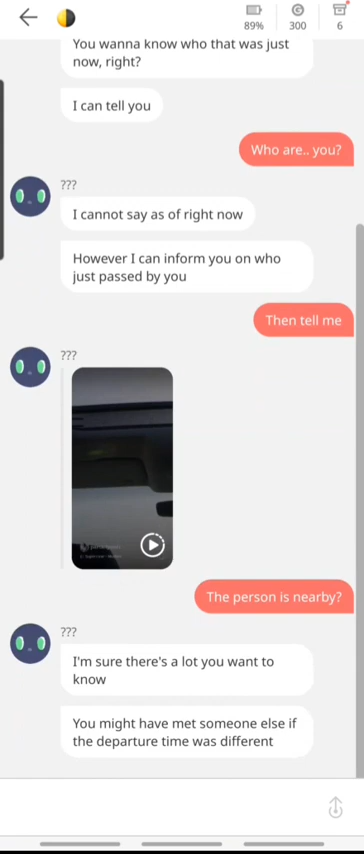 89%
300
6
You wanna know who that was just
now, right?
I can tell you
Who are.. you?
???
I cannot say as of right now
However I can inform you on who
just passed by you
Then tell me
???
The person is nearby?
???
I'm sure there's a lot you want to
know
You might have met someone else if
the departure time was different